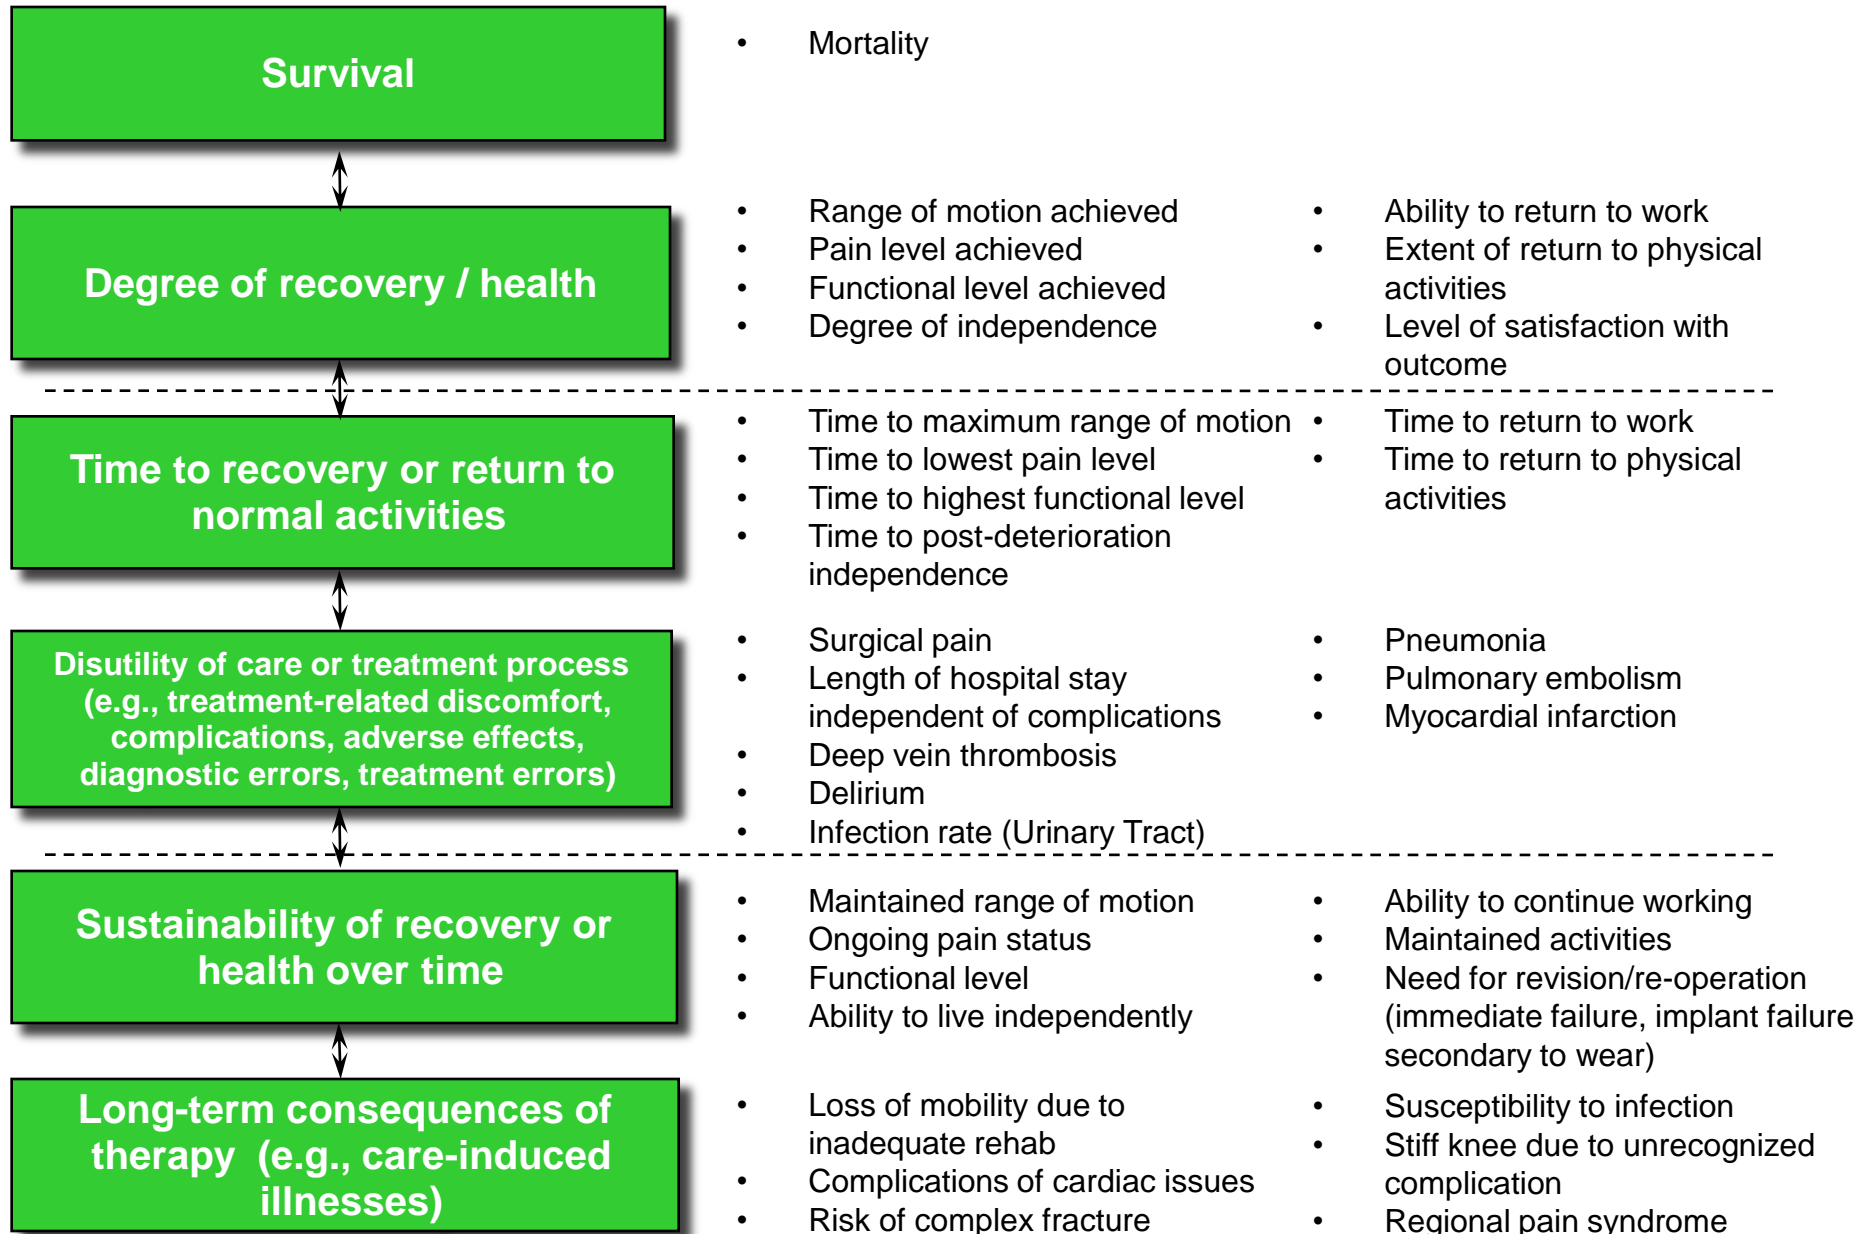 Survival
• Mortality
Degree of recovery / health
• Range of motion achieved
• Pain level achieved
• Functional level achieved
• Degree of independence
• Ability to return to work
• Extent of return to physical
activities
• Level of satisfaction with
outcome
Time to recovery or return to
normal activities
• Time to maximum range of motion
• Time to lowest pain level
• Time to highest functional level
• Time to post-deterioration
independence
• Time to return to work
• Time to return to physical
activities
Disutility of care or treatment process
(e.g., treatment-related discomfort,
complications, adverse effects,
diagnostic errors, treatment errors)
• Surgical pain
• Length of hospital stay
independent of complications
• Deep vein thrombosis
• Delirium
• Infection rate (Urinary Tract)
• Pneumonia
• Pulmonary embolism
• Myocardial infarction
Sustainability of recovery or
health over time
• Maintained range of motion
• Ongoing pain status
• Functional level
• Ability to live independently
• Ability to continue working
• Maintained activities
• Need for revision/re-operation
(immediate failure, implant failure
secondary to wear)
Long-term consequences of
therapy (e.g., care-induced
illnesses)
• Loss of mobility due to
inadequate rehab
• Complications of cardiac issues
• Risk of complex fracture
• Susceptibility to infection
• Stiff knee due to unrecognized
complication
• Regional pain syndrome